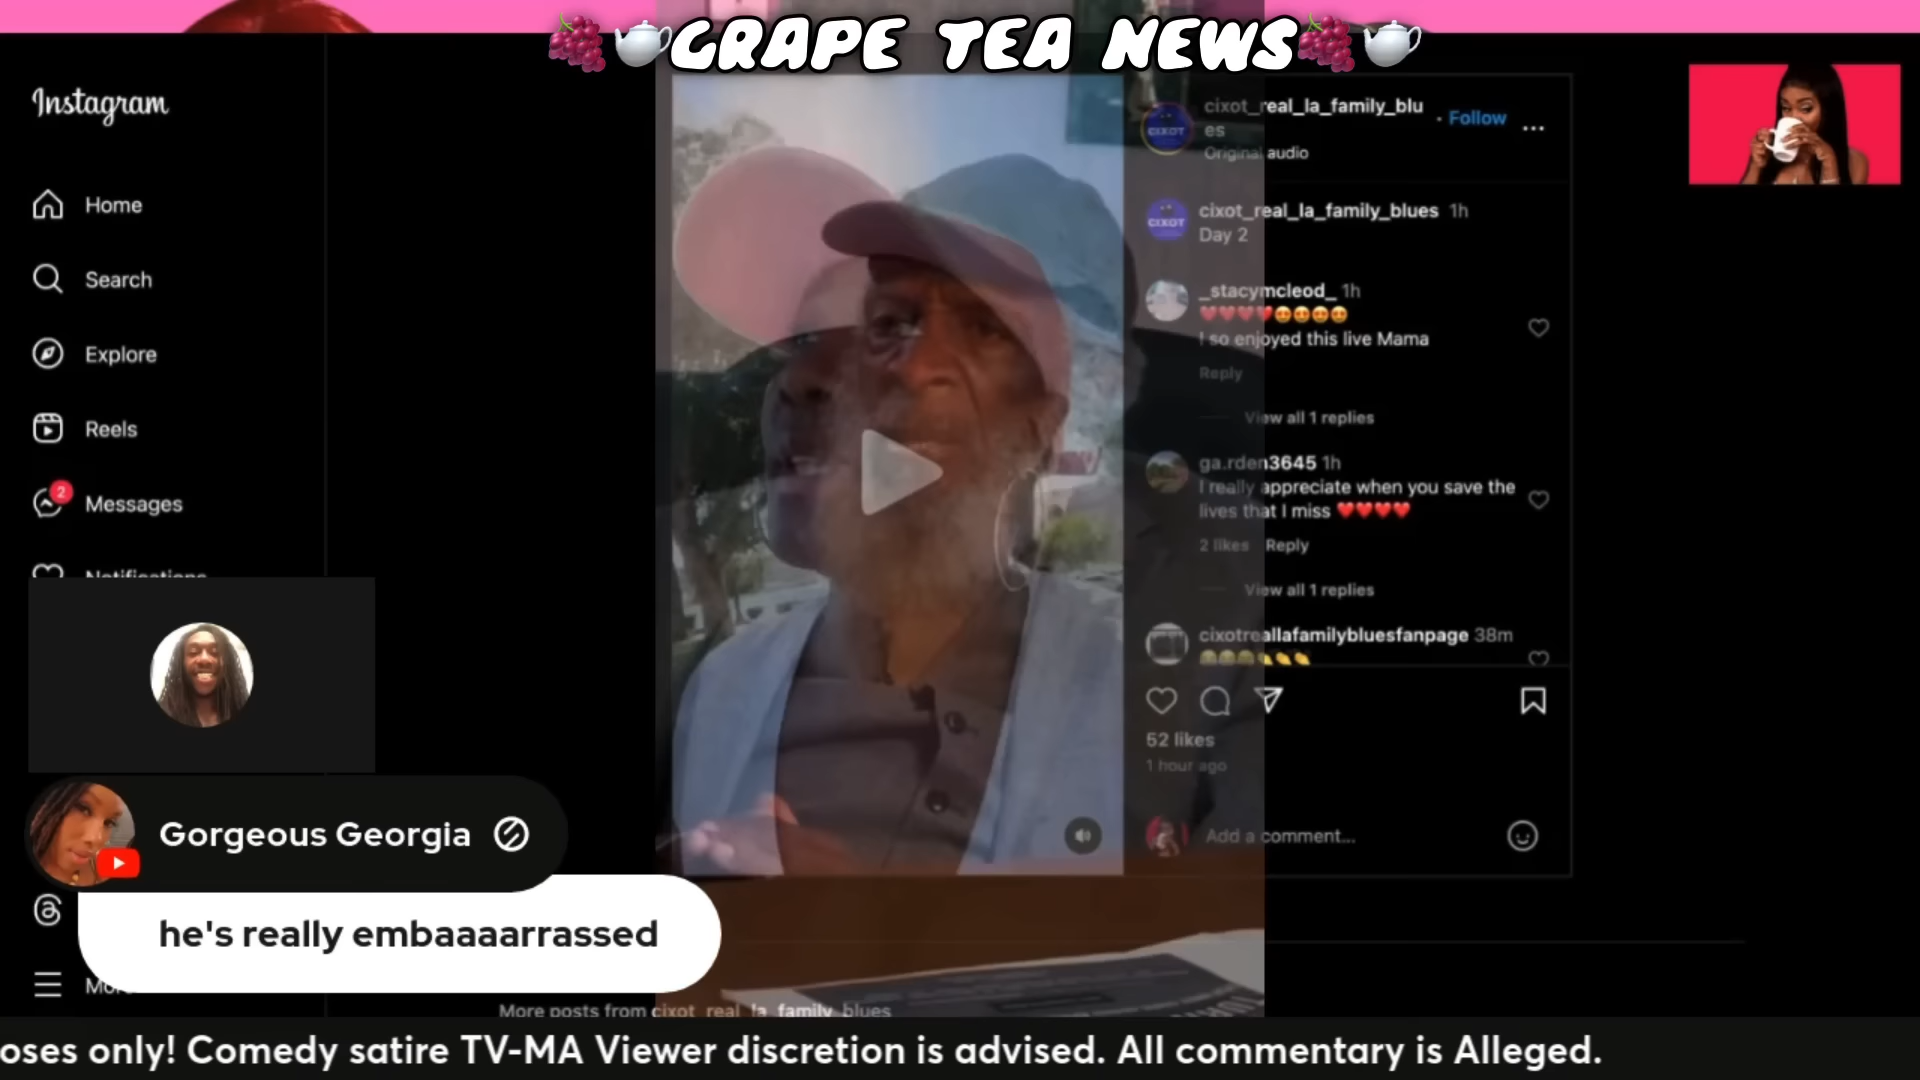 GRAPE TEA NEWS
Instagram
Home
Search
Explore
Reels
2
Messages
Notifications
More
cixot_real_la_family_blu
es
• Follow
Original audio
CIXOT
cixot_real_la_family_blues 1h
Day 2
CIXOT
_stacymcleod_ 1h
❤️❤️❤️❤️😍😍😍😍
I so enjoyed this live Mama
Reply
View all 1 replies
ga.rden3645 1h
I really appreciate when you save the
lives that I miss ❤️❤️❤️❤️
2 likes Reply
View all 1 replies
cixotreallafamilybluesfanpage 38m
52 likes
1 hour ago
Add a comment...
Gorgeous Georgia
he's really embaaaarrassed
More posts from cixot_real_la_family_blues
oses only! Comedy satire TV-MA Viewer discretion is advised. All commentary is Alleged.